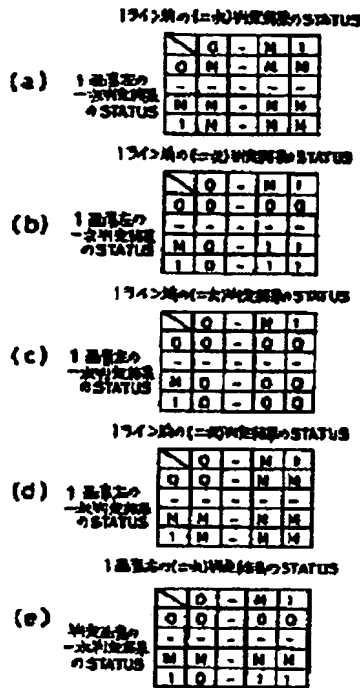 1ライン前の(二次)判定結果のSTATUS
(a) 1画素左の
一次判定結果
のSTATUS
0 - M 1
0 M - M M
- - - - -
M M - M M
1 M - M M
1ライン前の(二次)判定結果のSTATUS
(b) 1画素左の
一次判定結果
のSTATUS
0 - M 1
0 0 - 0 0
- - - - -
M 0 - 1 1
1 0 - 1 1
1ライン前の(二次)判定結果のSTATUS
(c) 1画素左の
一次判定結果
のSTATUS
0 - M 1
0 0 - 0 0
- - - - -
M 0 - 0 0
1 0 - 0 0
1ライン前の(二次)判定結果のSTATUS
(d) 1画素左の
一次判定結果
のSTATUS
0 - M 1
0 0 - M M
- - - - -
M M - M M
1 M - M M
1画素左の(二次)判定結果のSTATUS
(e) 判定画素の
一次判定結果
のSTATUS
0 - M 1
0 0 - 0 0
- - - - -
M M - M M
1 0 - 1 1